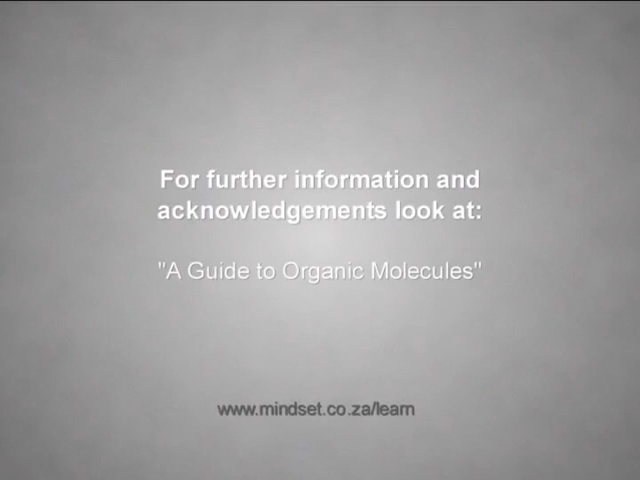 For further information and
acknowledgements look at:
"A Guide to Organic Molecules"
www.mindset.co.za/learn